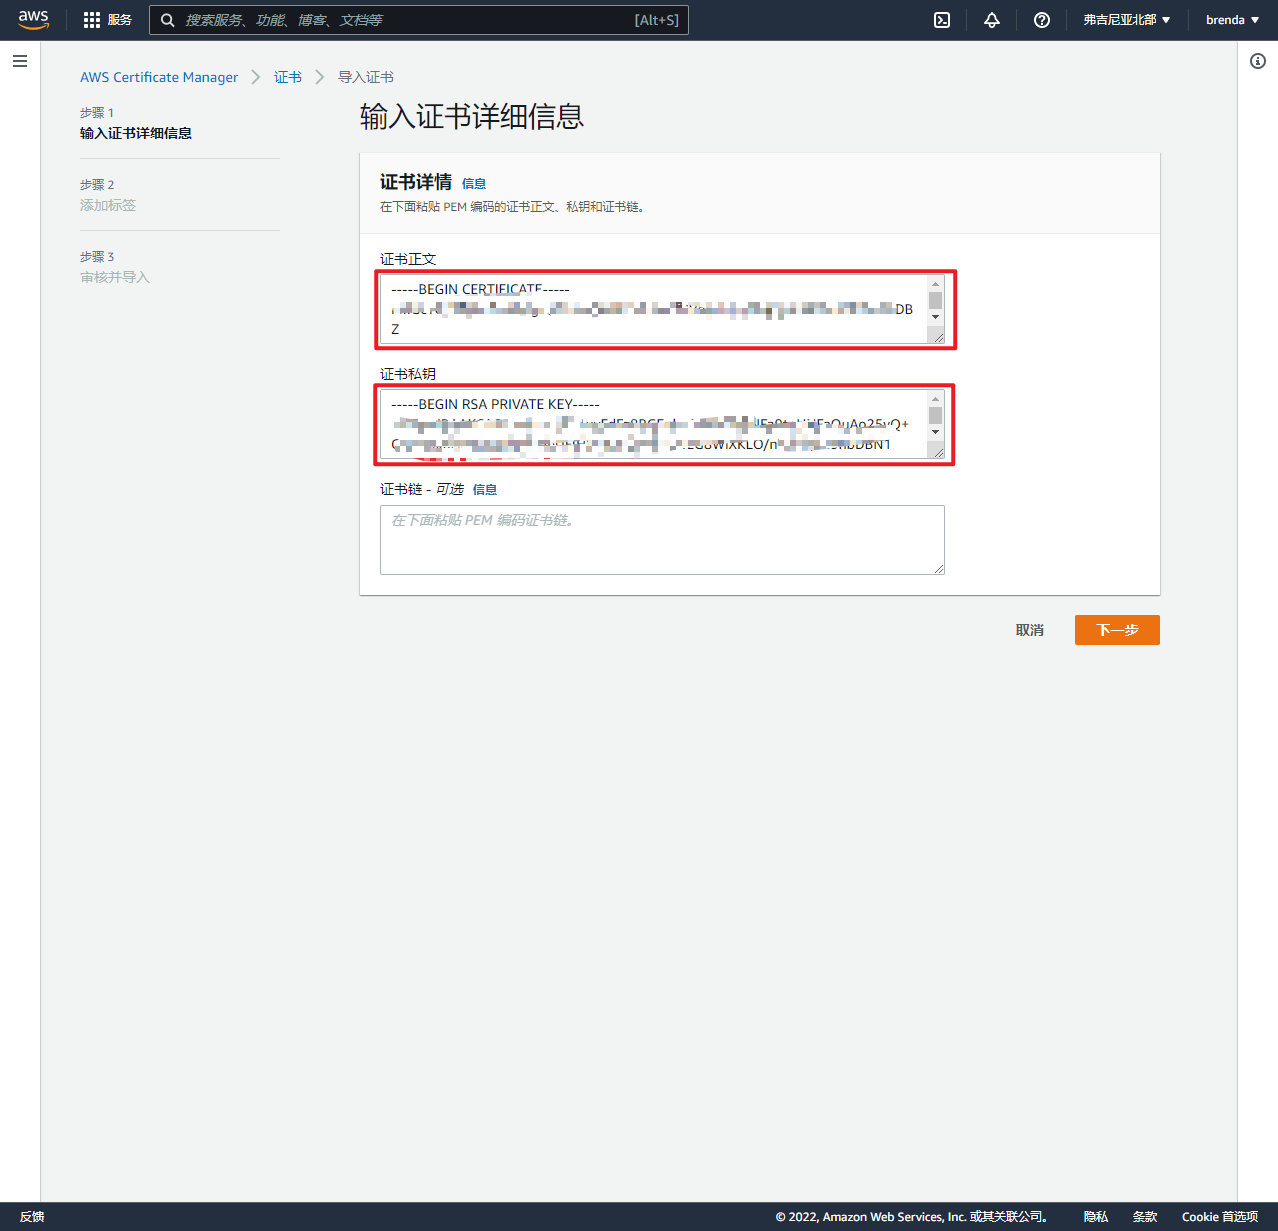 aws
服务
搜索服务、功能、博客、文档等
[Alt+S]
弗吉尼亚北部
brenda
AWS Certificate Manager
证书
导入证书
步骤 1
输入证书详细信息
步骤 2
添加标签
步骤 3
审核并导入
输入证书详细信息
证书详情 信息
在下面粘贴 PEM 编码的证书正文、私钥和证书链。
证书正文
-----BEGIN CERTIFICATE-----
DB
Z
证书私钥
-----BEGIN RSA PRIVATE KEY-----
证书链 - 可选 信息
在下面粘贴 PEM 编码证书链。
取消
下一步
反馈
© 2022, Amazon Web Services, Inc. 或其关联公司。
隐私
条款
Cookie 首选项